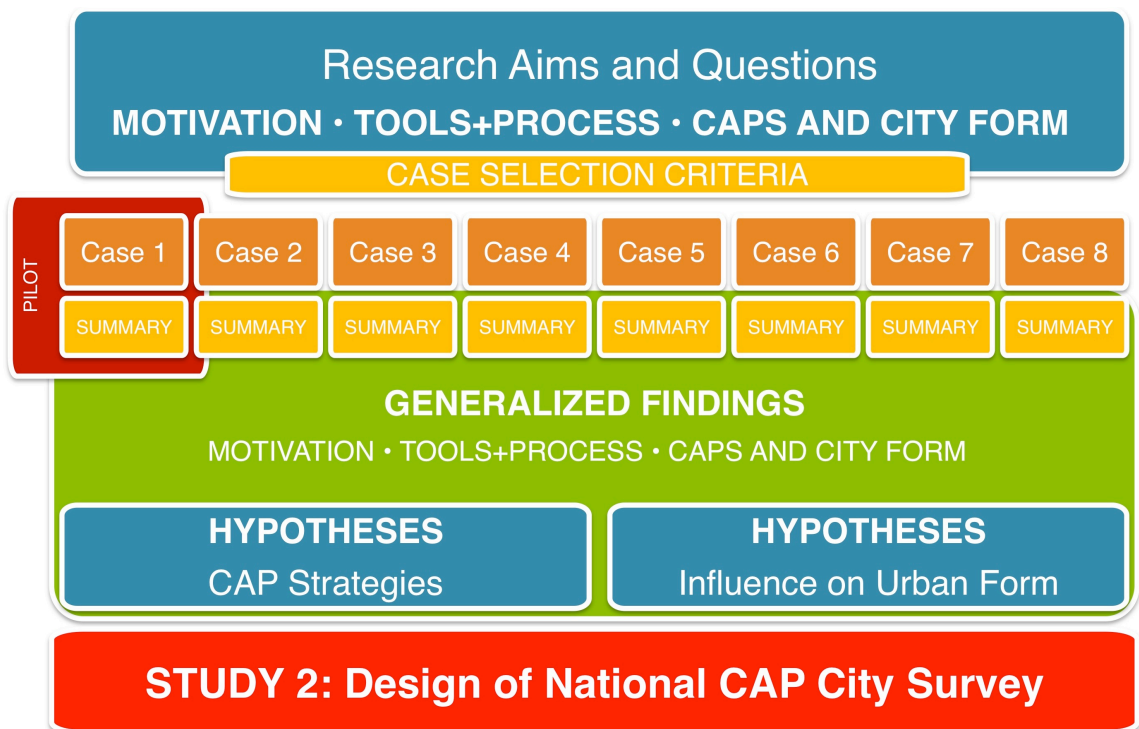 Research Aims and Questions
MOTIVATION • TOOLS+PROCESS • CAPS AND CITY FORM
CASE SELECTION CRITERIA
PILOT
Case 1 Case 2 Case 3 Case 4 Case 5 Case 6 Case 7 Case 8
SUMMARY SUMMARY SUMMARY SUMMARY SUMMARY SUMMARY SUMMARY SUMMARY
GENERALIZED FINDINGS
MOTIVATION • TOOLS+PROCESS • CAPS AND CITY FORM
HYPOTHESES
CAP Strategies
HYPOTHESES
Influence on Urban Form
STUDY 2: Design of National CAP City Survey